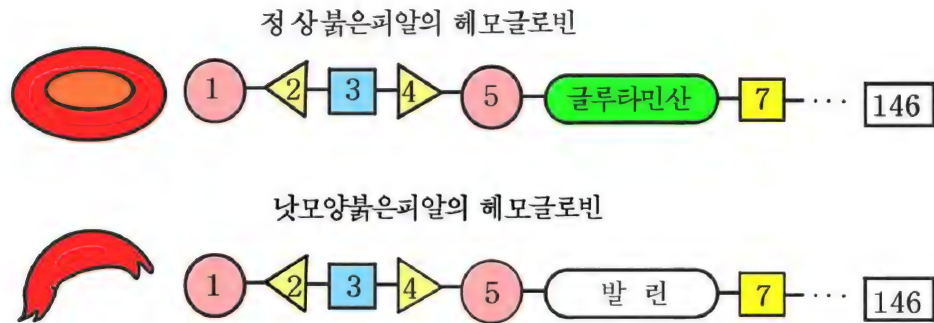 정상붉은피알의 헤모글로빈
1 2 3 4 5 글루타민산 7 ··· 146
낫모양붉은피알의 헤모글로빈
1 2 3 4 5 발린 7 ··· 146